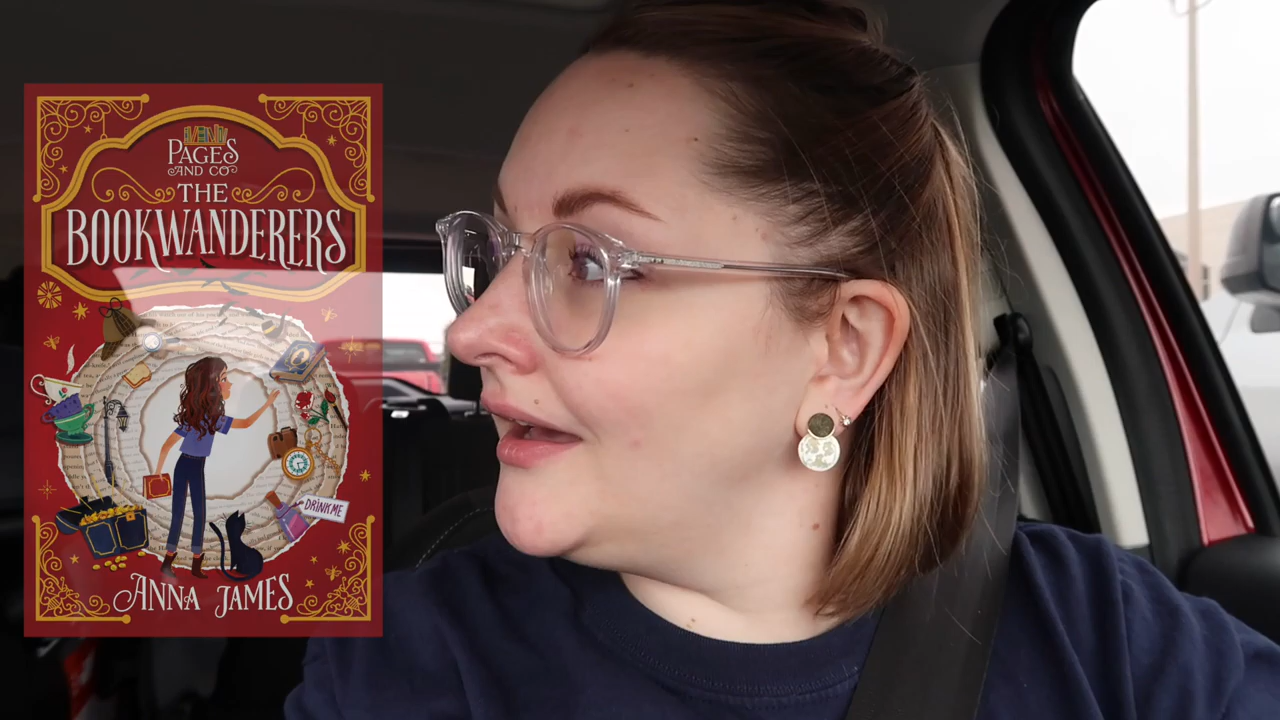 PAGES
AND CO
THE
BOOKWANDERERS
DRINK ME
ANNA JAMES